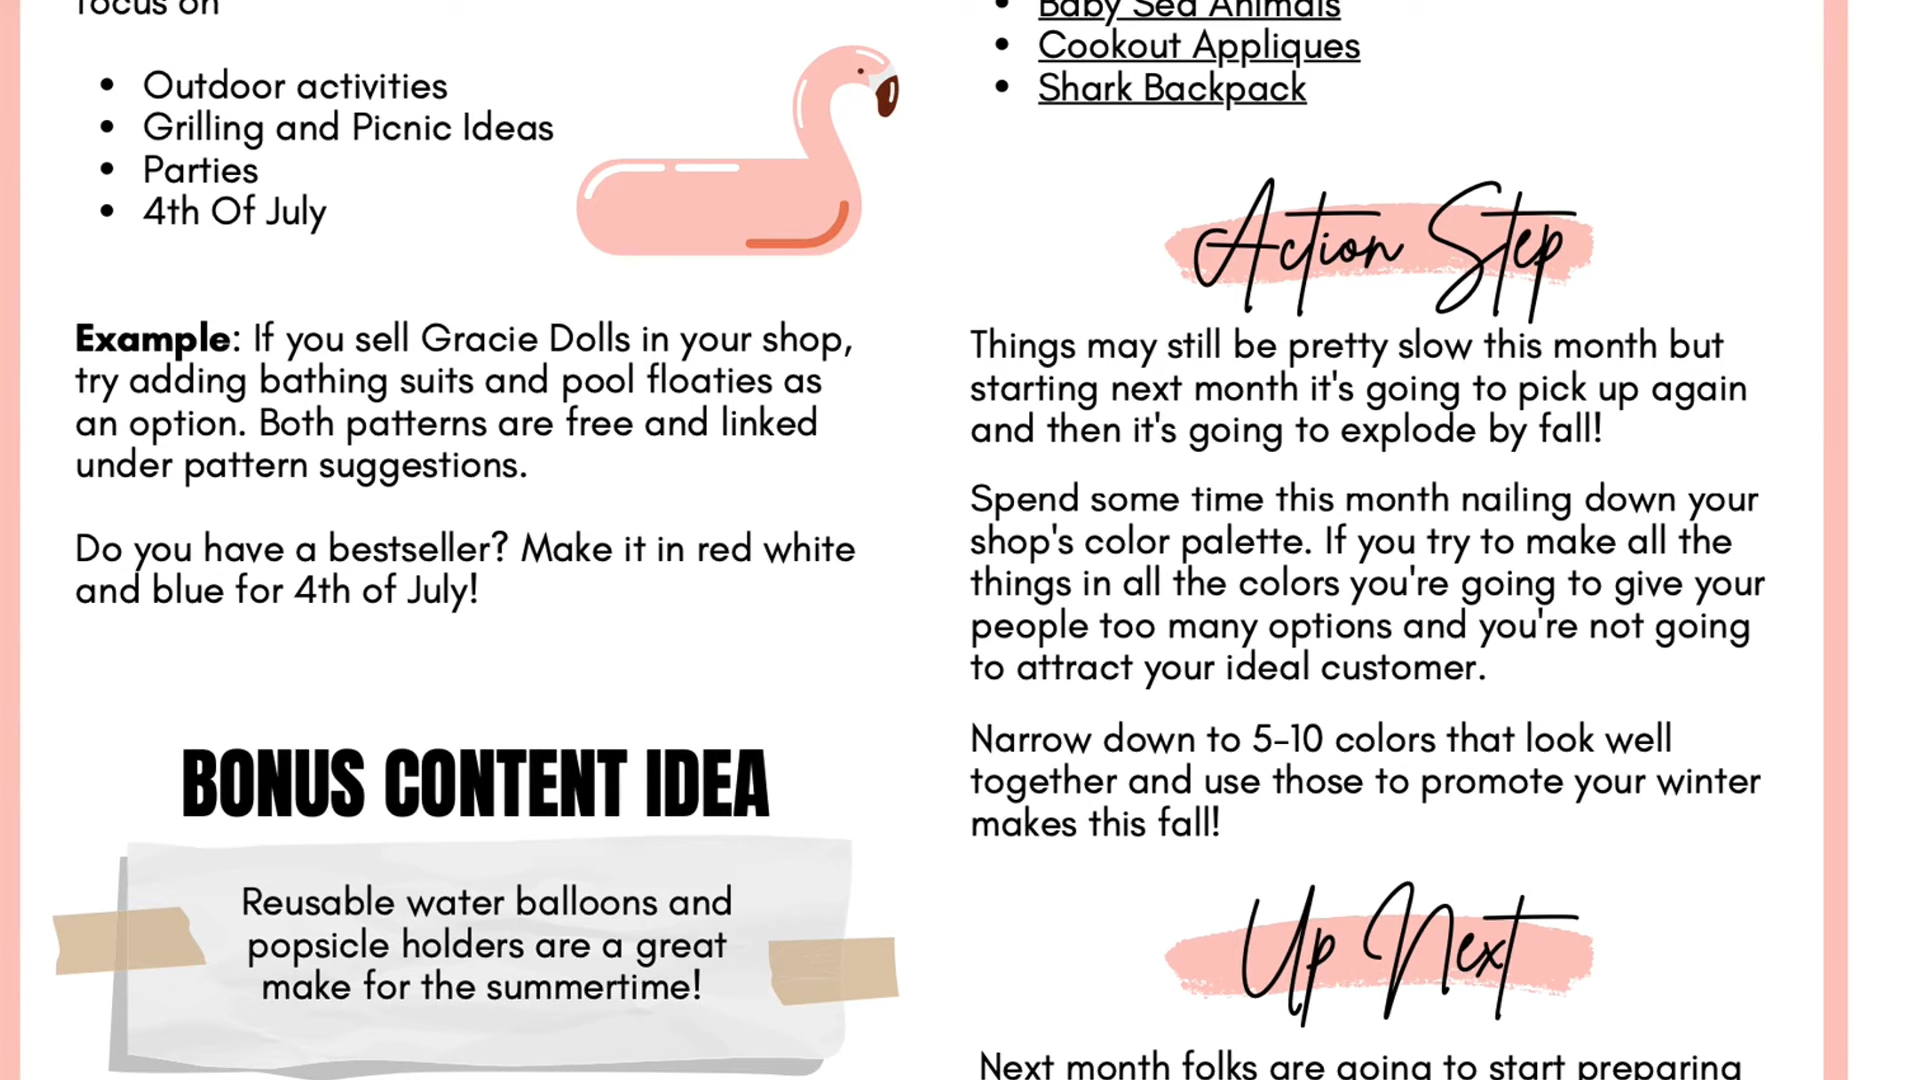 focus on
Outdoor activities
Grilling and Picnic Ideas
Parties
4th Of July
Example: If you sell Gracie Dolls in your shop,
try adding bathing suits and pool floaties as
an option. Both patterns are free and linked
under pattern suggestions.
Do you have a bestseller? Make it in red white
and blue for 4th of July!
BONUS CONTENT IDEA
Reusable water balloons and
popsicle holders are a great
make for the summertime!
Baby Sea Animals
Cookout Appliques
Shark Backpack
Action Step
Things may still be pretty slow this month but
starting next month it's going to pick up again
and then it's going to explode by fall!
Spend some time this month nailing down your
shop's color palette. If you try to make all the
things in all the colors you're going to give your
people too many options and you're not going
to attract your ideal customer.
Narrow down to 5-10 colors that look well
together and use those to promote your winter
makes this fall!
Up Next
Next month folks are going to start preparing